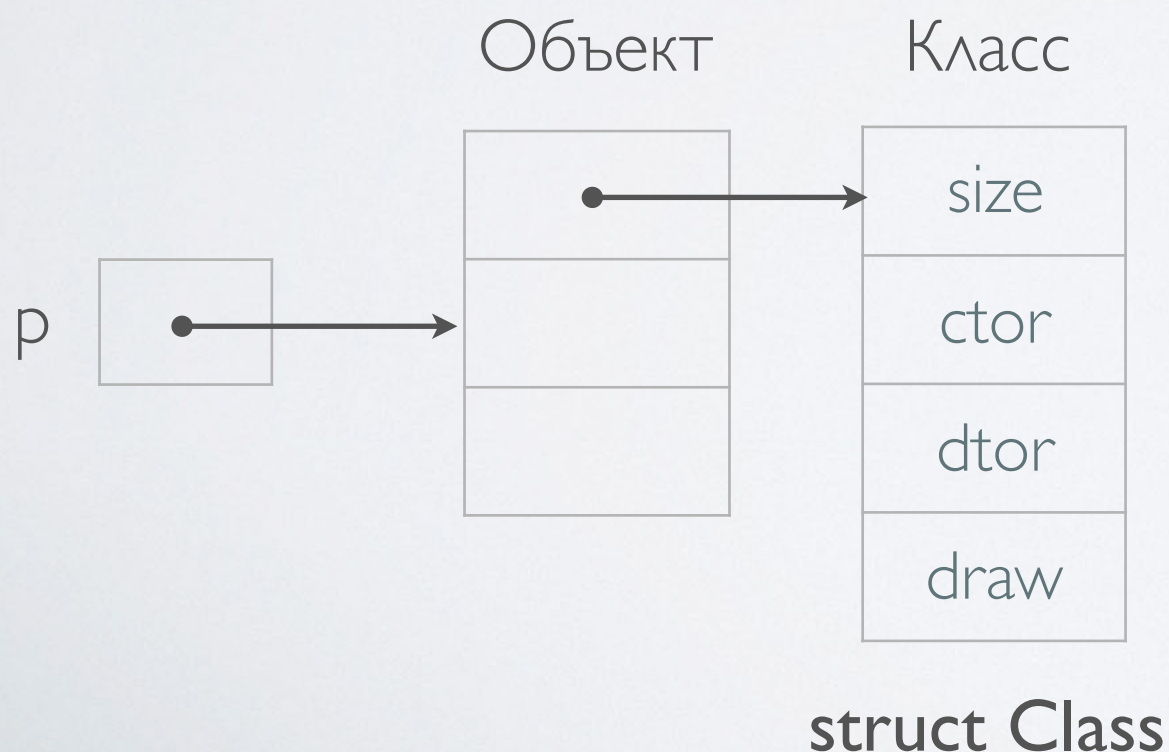 Объект Класс
size
p
ctor
dtor
draw
struct Class